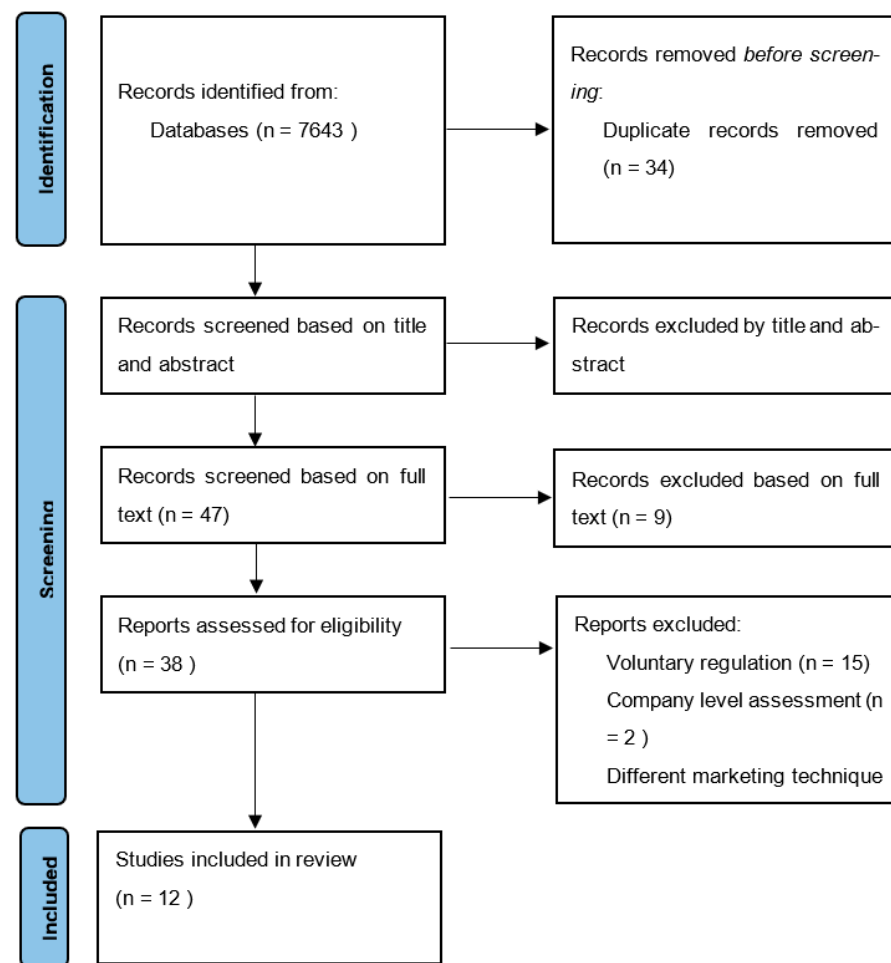 Identification
Records identified from:
Databases (n = 7643 )
Records removed before screen-
ing:
Duplicate records removed
(n = 34)
Screening
Records screened based on title
and abstract
Records excluded by title and ab-
stract
Records screened based on full
text (n = 47)
Records excluded based on full
text (n = 9)
Reports assessed for eligibility
(n = 38 )
Reports excluded:
Voluntary regulation (n = 15)
Company level assessment (n
= 2 )
Different marketing technique
Included
Studies included in review
(n = 12 )